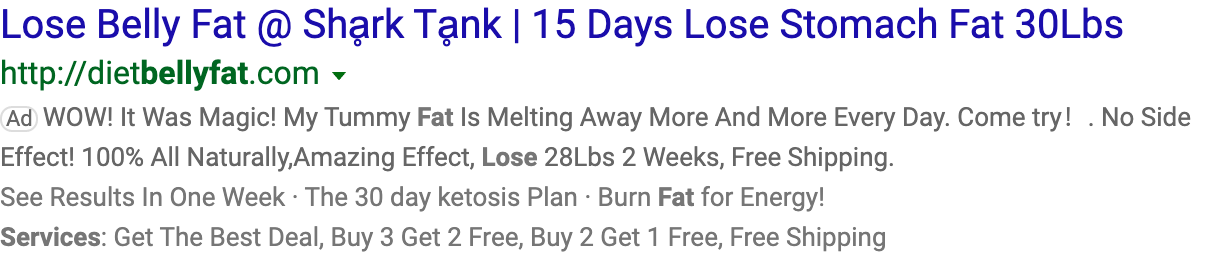 Lose Belly Fat @ Shḁrk Tḁnk | 15 Days Lose Stomach Fat 30Lbs
http://dietbellyfat.com
Ad WOW! It Was Magic! My Tummy Fat Is Melting Away More And More Every Day. Come try！ . No Side
Effect! 100% All Naturally,Amazing Effect, Lose 28Lbs 2 Weeks, Free Shipping.
See Results In One Week · The 30 day ketosis Plan · Burn Fat for Energy!
Services: Get The Best Deal, Buy 3 Get 2 Free, Buy 2 Get 1 Free, Free Shipping